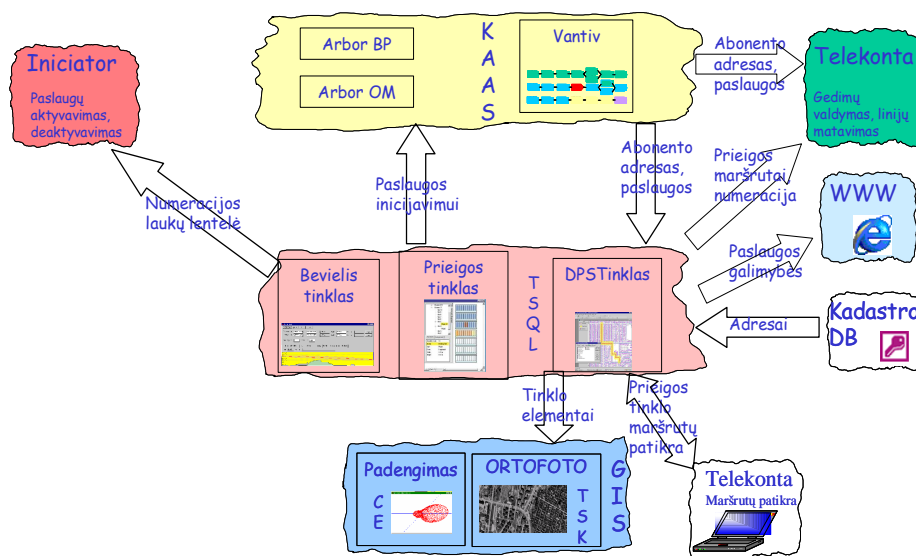 Iniciator
Paslaugų
aktyvavimas,
deaktyvavimas
Arbor BP
Arbor OM
K
A
A
S
Vantiv
Abonento
adresas,
paslaugos
Telekonta
Gedimų
valdymas, linijų
matavimas
Numeracijos
laukų lentelė
Paslaugos
inicijavimui
Abonento
adresas,
paslaugos
Prieigos
maršrutai,
numeracija
WWW
Paslaugos
galimybės
Bevielis
tinklas
Prieigos
tinklas
T
S
Q
L
DPSTinklas
Adresai
Kadastro
DB
Tinklo
elementai
Prieigos
tinklo
maršrutų
patikra
Padengimas
C
E
ORTOFOTO
T
S
K
G
I
S
Telekonta
Maršrutų patikra